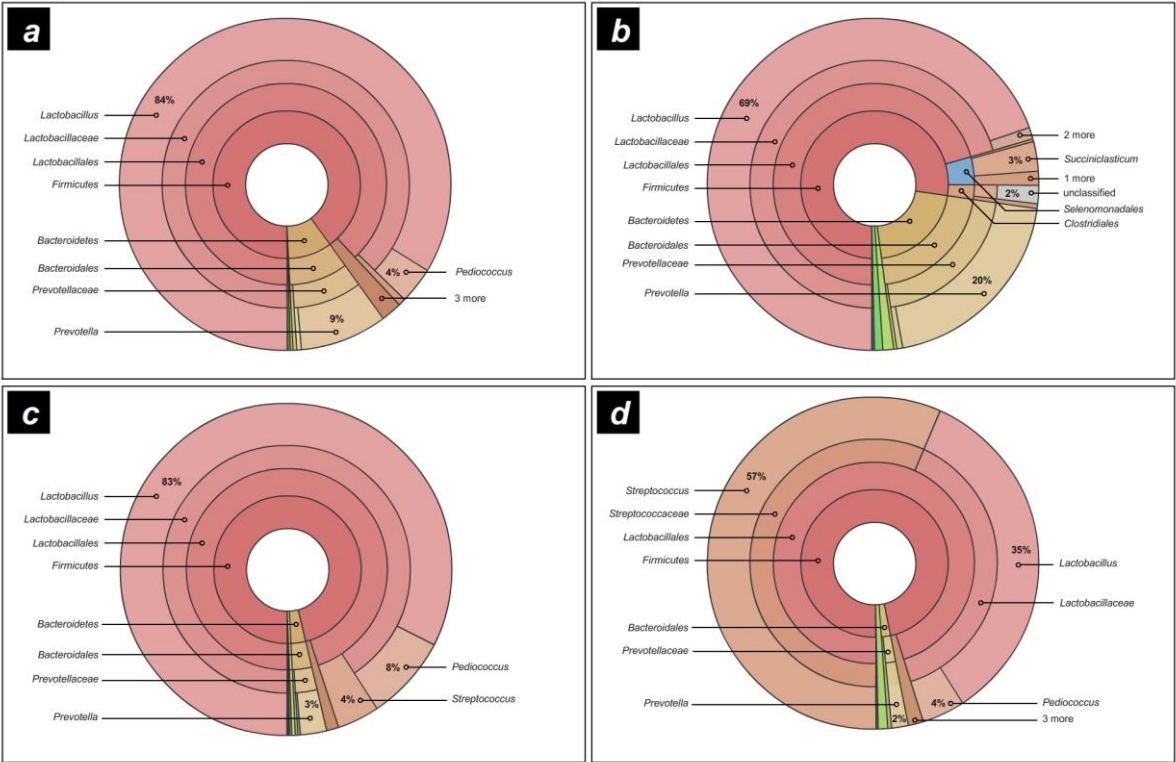 a
84%
Lactobacillus
Lactobacillaceae
Lactobacillales
Firmicutes
Bacteroidetes
Bacteroidales
Prevotellaceae
Prevotella
9%
4%
Pediococcus
3 more
b
69%
Lactobacillus
Lactobacillaceae
Lactobacillales
Firmicutes
Bacteroidetes
Bacteroidales
Prevotellaceae
Prevotella
20%
2 more
3%
Succiniclasticum
1 more
2%
unclassified
Selenomonadales
Clostridiales
c
83%
Lactobacillus
Lactobacillaceae
Lactobacillales
Firmicutes
Bacteroidetes
Bacteroidales
Prevotellaceae
Prevotella
3%
4%
8%
Pediococcus
Streptococcus
d
57%
Streptococcus
Streptococcaceae
Lactobacillales
Firmicutes
Bacteroidales
Prevotellaceae
Prevotella
2%
35%
Lactobacillus
Lactobacillaceae
4%
Pediococcus
3 more